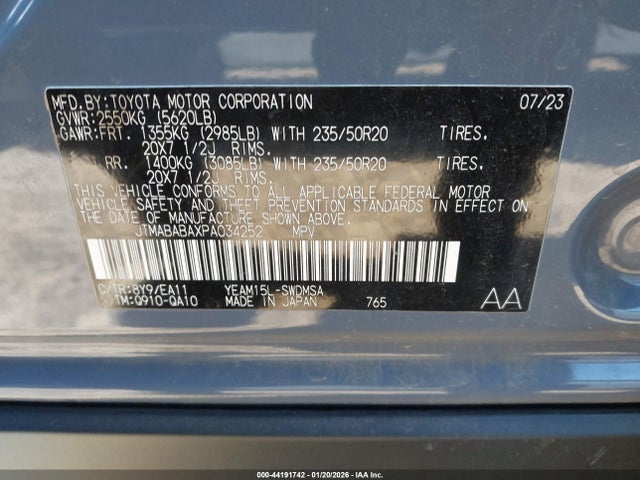 MFD.BY:TOYOTA MOTOR CORPORATION 07/23
GVWR:2550KG (5620LB)
GAWR:FRT. 1355KG (2985LB) WITH 235/50R20 TIRES.
20X7 1/2J RIMS.
RR. 1400KG (3085LB) WITH 235/50R20 TIRES.
20X7 1/2J RIMS.
THIS VEHICLE CONFORMS TO ALL APPLICABLE FEDERAL MOTOR
VEHICLE SAFETY AND THEFT PREVENTION STANDARDS IN EFFECT ON
THE DATE OF MANUFACTURE SHOWN ABOVE.
JTMABABAXPA034252 MPV
C/TR:8Y9/EA11 YEAM15L-SWDMSA
A/TM:Q910-QA10 MADE IN JAPAN 765 AA
000-44191742 | 01/20/2026 - IAA Inc.